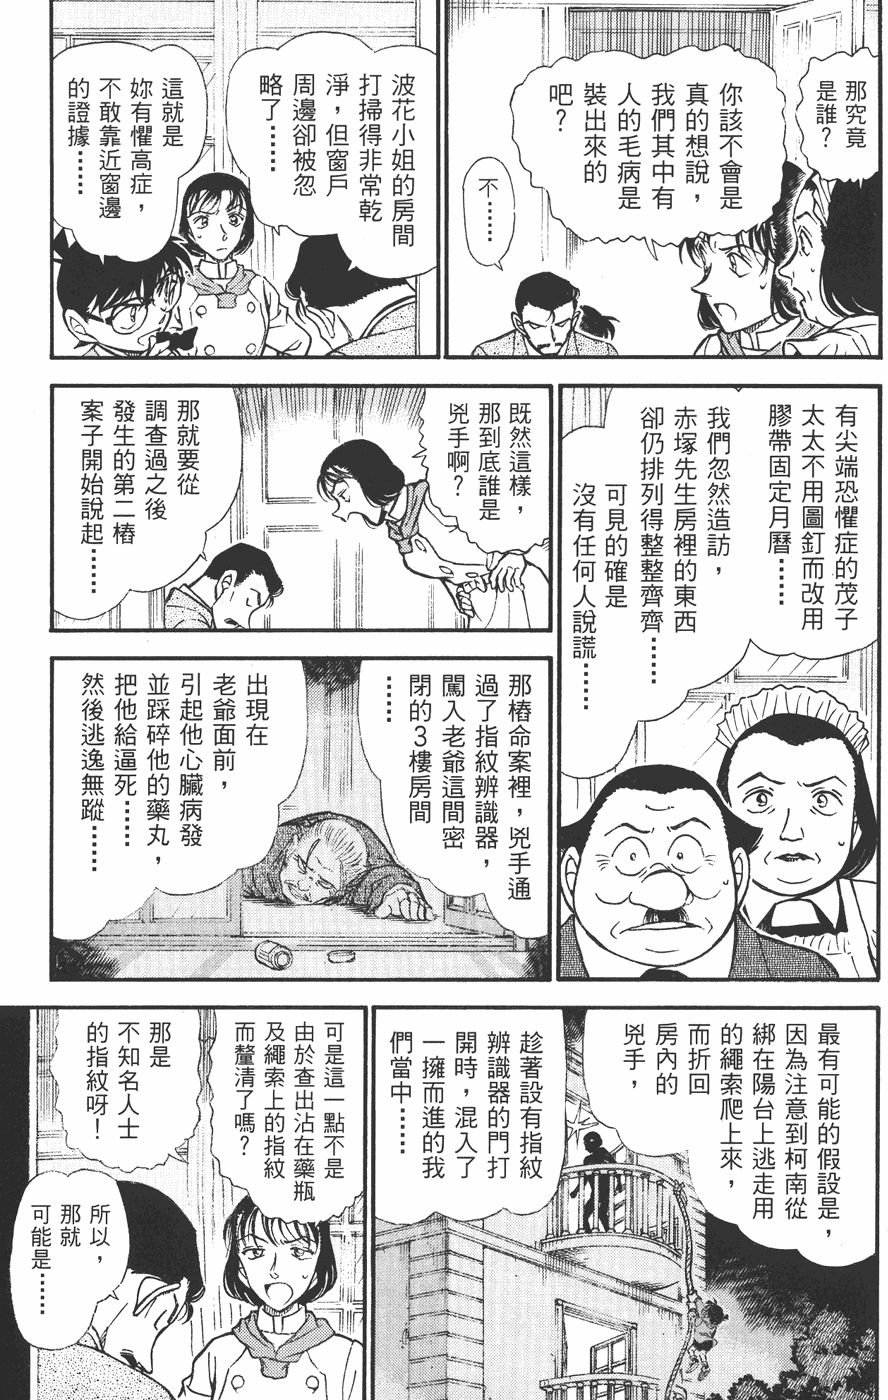 那究竟
是誰？
你該不會是
真的想說，
我們其中有
人的毛病是
裝出來的
吧？
不……
波花小姐的房間
打掃得非常乾
淨，但窗戶
周邊卻被忽
略了……
這就是
妳有懼高症，
不敢靠近窗邊
的證據……
有尖端恐懼症的茂子
太太不用圖釘而改用
膠帶固定月曆……
我們忽然造訪，
赤塚先生房裡的東西
卻仍排列得整整齊齊……
可見的確是
沒有任何人說謊……
既然這樣，
那到底誰是
兇手啊？
那就要從
調查過之後
發生的第二樁
案子開始說起……
那樁命案裡，兇手通
過了指紋辨識器，
闖入老爺這間密
閉的３樓房間
……
出現在
老爺面前，
引起他心臟病發
並踩碎他的藥丸，
把他給逼死……
然後逃逸無蹤……
最有可能的假設是，
因為注意到柯南從
綁在陽台上逃走用
的繩索爬上來，
而折回
房內的
兇手，
趁著設有指紋
辨識器的門打
開時，混入了
一擁而進的我
們當中……
可是這一點不是
由於查出沾在藥瓶
及繩索上的指紋
而釐清了嗎？
那是
不知名人士
的指紋呀！
所以，
那就
可能是……